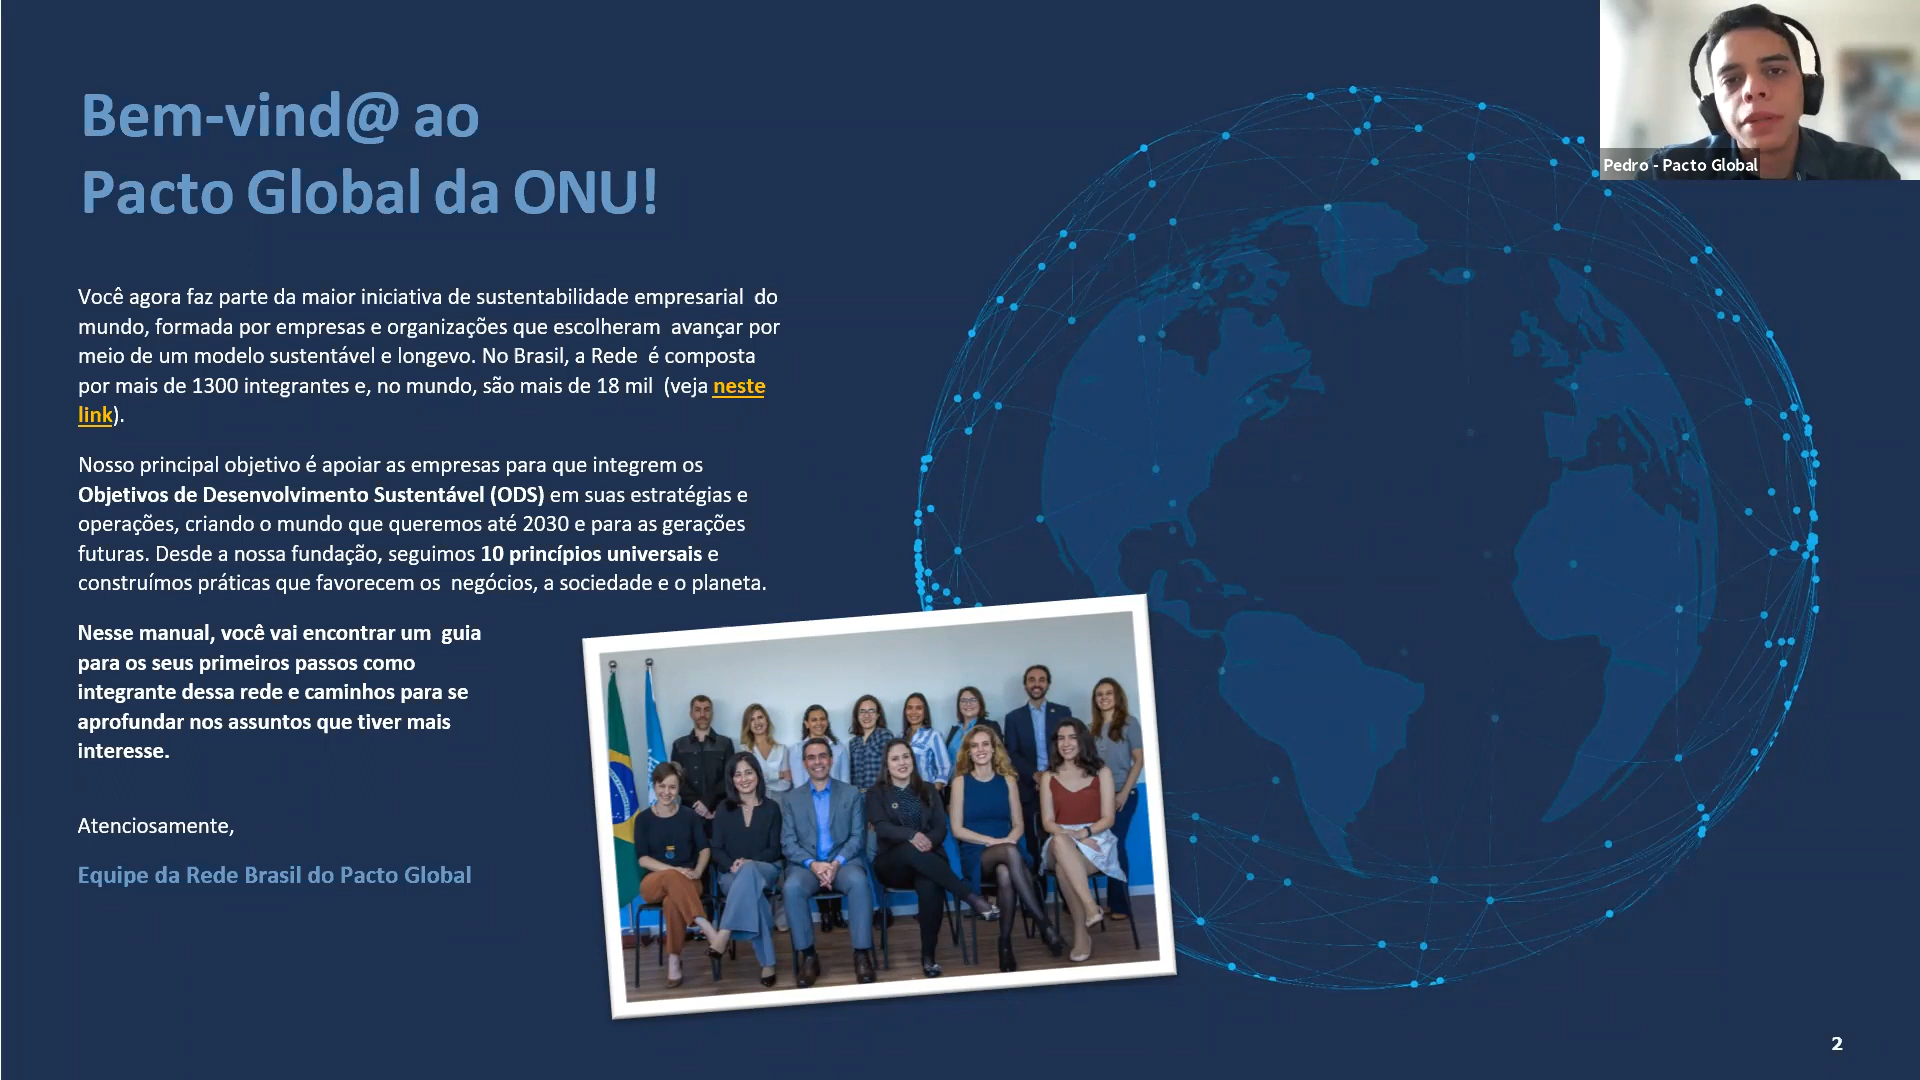 Bem-vind@ ao
Pacto Global da ONU!
Pedro - Pacto Global
Você agora faz parte da maior iniciativa de sustentabilidade empresarial do
mundo, formada por empresas e organizações que escolheram avançar por
meio de um modelo sustentável e longevo. No Brasil, a Rede é composta
por mais de 1300 integrantes e, no mundo, são mais de 18 mil (veja neste
link).
Nosso principal objetivo é apoiar as empresas para que integrem os
Objetivos de Desenvolvimento Sustentável (ODS) em suas estratégias e
operações, criando o mundo que queremos até 2030 e para as gerações
futuras. Desde a nossa fundação, seguimos 10 princípios universais e
construímos práticas que favorecem os negócios, a sociedade e o planeta.
Nesse manual, você vai encontrar um guia
para os seus primeiros passos como
integrante dessa rede e caminhos para se
aprofundar nos assuntos que tiver mais
interesse.
Atenciosamente,
Equipe da Rede Brasil do Pacto Global
2